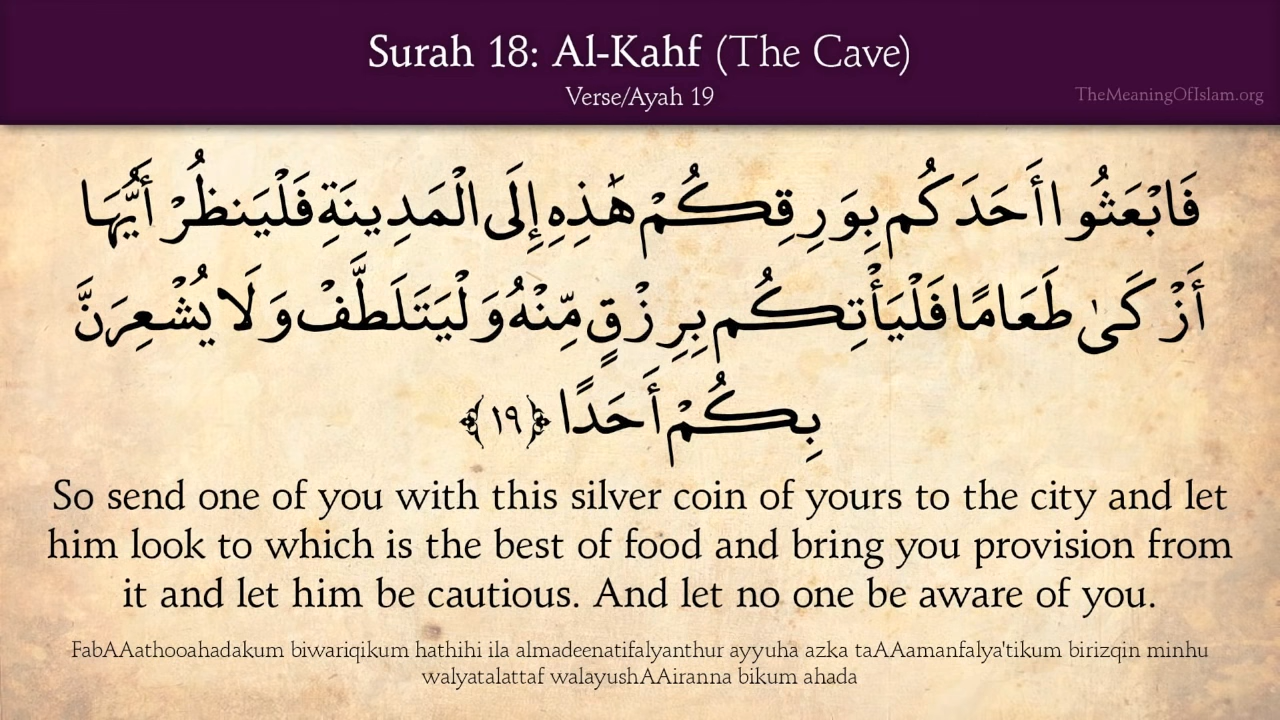 Surah 18: Al-Kahf (The Cave)
Verse/Ayah 19
TheMeaningOfIslam.org
فَابْعَثُوا أَحَدَكُم بِوَرِقِكُمْ هَٰذِهِ إِلَى الْمَدِينَةِ فَلْيَنظُرْ أَيُّهَا
أَزْكَىٰ طَعَامًا فَلْيَأْتِكُم بِرِزْقٍ مِّنْهُ وَلْيَتَلَطَّفْ وَلَا يُشْعِرَنَّ
بِكُمْ أَحَدًا ﴿١٩﴾
So send one of you with this silver coin of yours to the city and let
him look to which is the best of food and bring you provision from
it and let him be cautious. And let no one be aware of you.
FabAAathooahadakum biwariqikum hathihi ila almadeenatifalyanthur ayyuha azka taAAamanfalya'tikum birizqin minhu
walyatalattaf walayushAAiranna bikum ahada